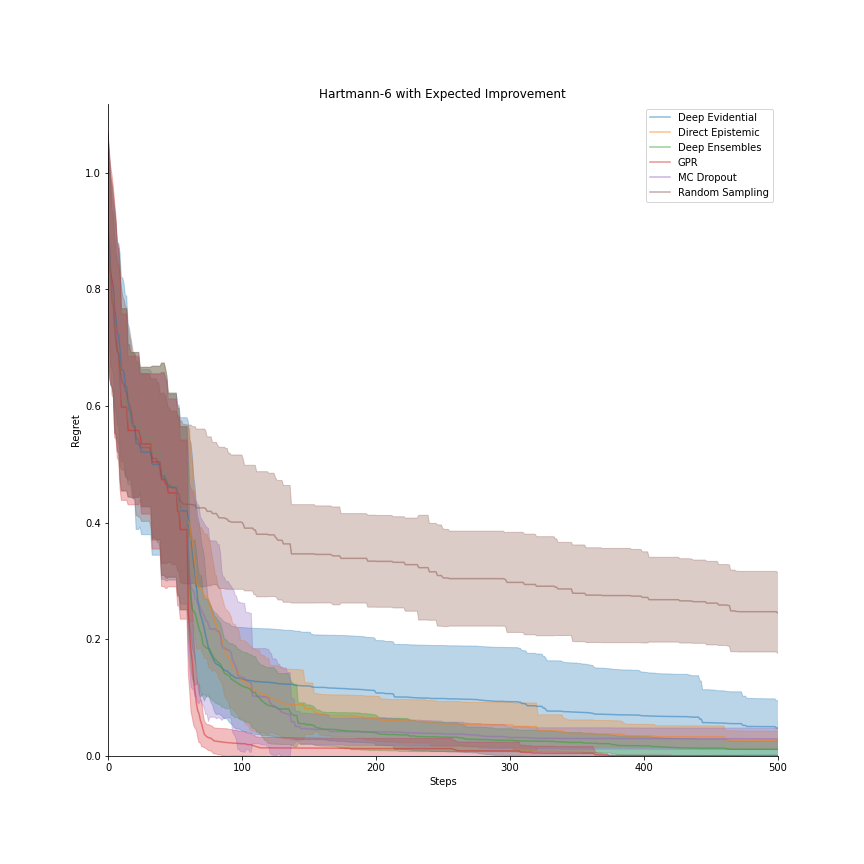 Hartmann-6 with Expected Improvement
Deep Evidential
Direct Epistemic
Deep Ensembles
GPR
MC Dropout
Random Sampling
1.0
0.8
0.6
0.4
0.2
0.0
Regret
0
100
200
300
400
500
Steps